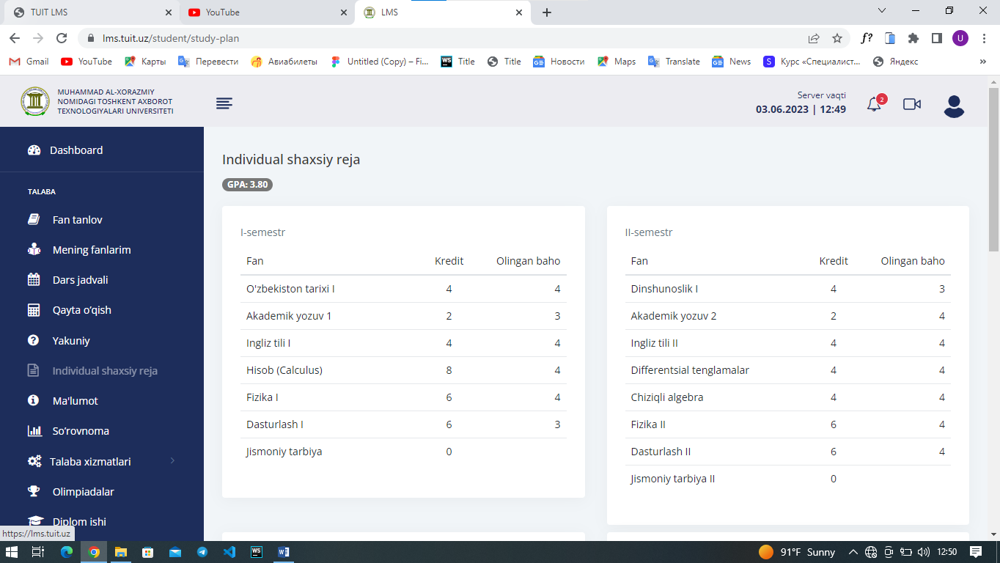 TUIT LMS
YouTube
LMS
lms.tuit.uz/student/study-plan
f?
U
Gmail
YouTube
Карты
Перевести
Авиабилеты
Untitled (Copy) – Fi...
WS Title
Title
Новости
Maps
Translate
News
S Курс «Специалист...
Яндекс
»
MUHAMMAD AL-XORAZMIY
NOMIDAGI TOSHKENT AXBOROT
TEXNOLOGIYALARI UNIVERSITETI
Server vaqti
03.06.2023 | 12:49
2
Dashboard
TALABA
Fan tanlov
Mening fanlarim
Dars jadvali
Qayta o‘qish
Yakuniy
Individual shaxsiy reja
Ma'lumot
So‘rovnoma
Talaba xizmatlari
Olimpiadalar
Diplom ishi
https://lms.tuit.uz
Individual shaxsiy reja
GPA: 3.80
I-semestr
Fan Kredit Olingan baho
O'zbekiston tarixi I 4 4
Akademik yozuv 1 2 3
Ingliz tili I 4 4
Hisob (Calculus) 8 4
Fizika I 6 4
Dasturlash I 6 3
Jismoniy tarbiya 0
II-semestr
Fan Kredit Olingan baho
Dinshunoslik I 4 3
Akademik yozuv 2 2 4
Ingliz tili II 4 4
Differentsial tenglamalar 4 4
Chiziqli algebra 4 4
Fizika II 6 4
Dasturlash II 6 4
Jismoniy tarbiya II 0
WS
W
91°F Sunny
12:50